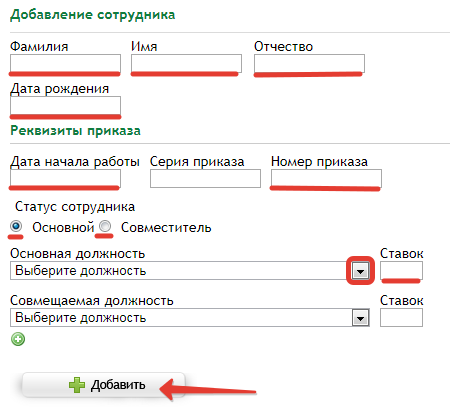 Добавление сотрудника
Фамилия Имя Отчество
Дата рождения
Реквизиты приказа
Дата начала работы Серия приказа Номер приказа
Статус сотрудника
Основной Совместитель
Основная должность Ставок
Выберите должность
Совмещаемая должность Ставок
Выберите должность
Добавить